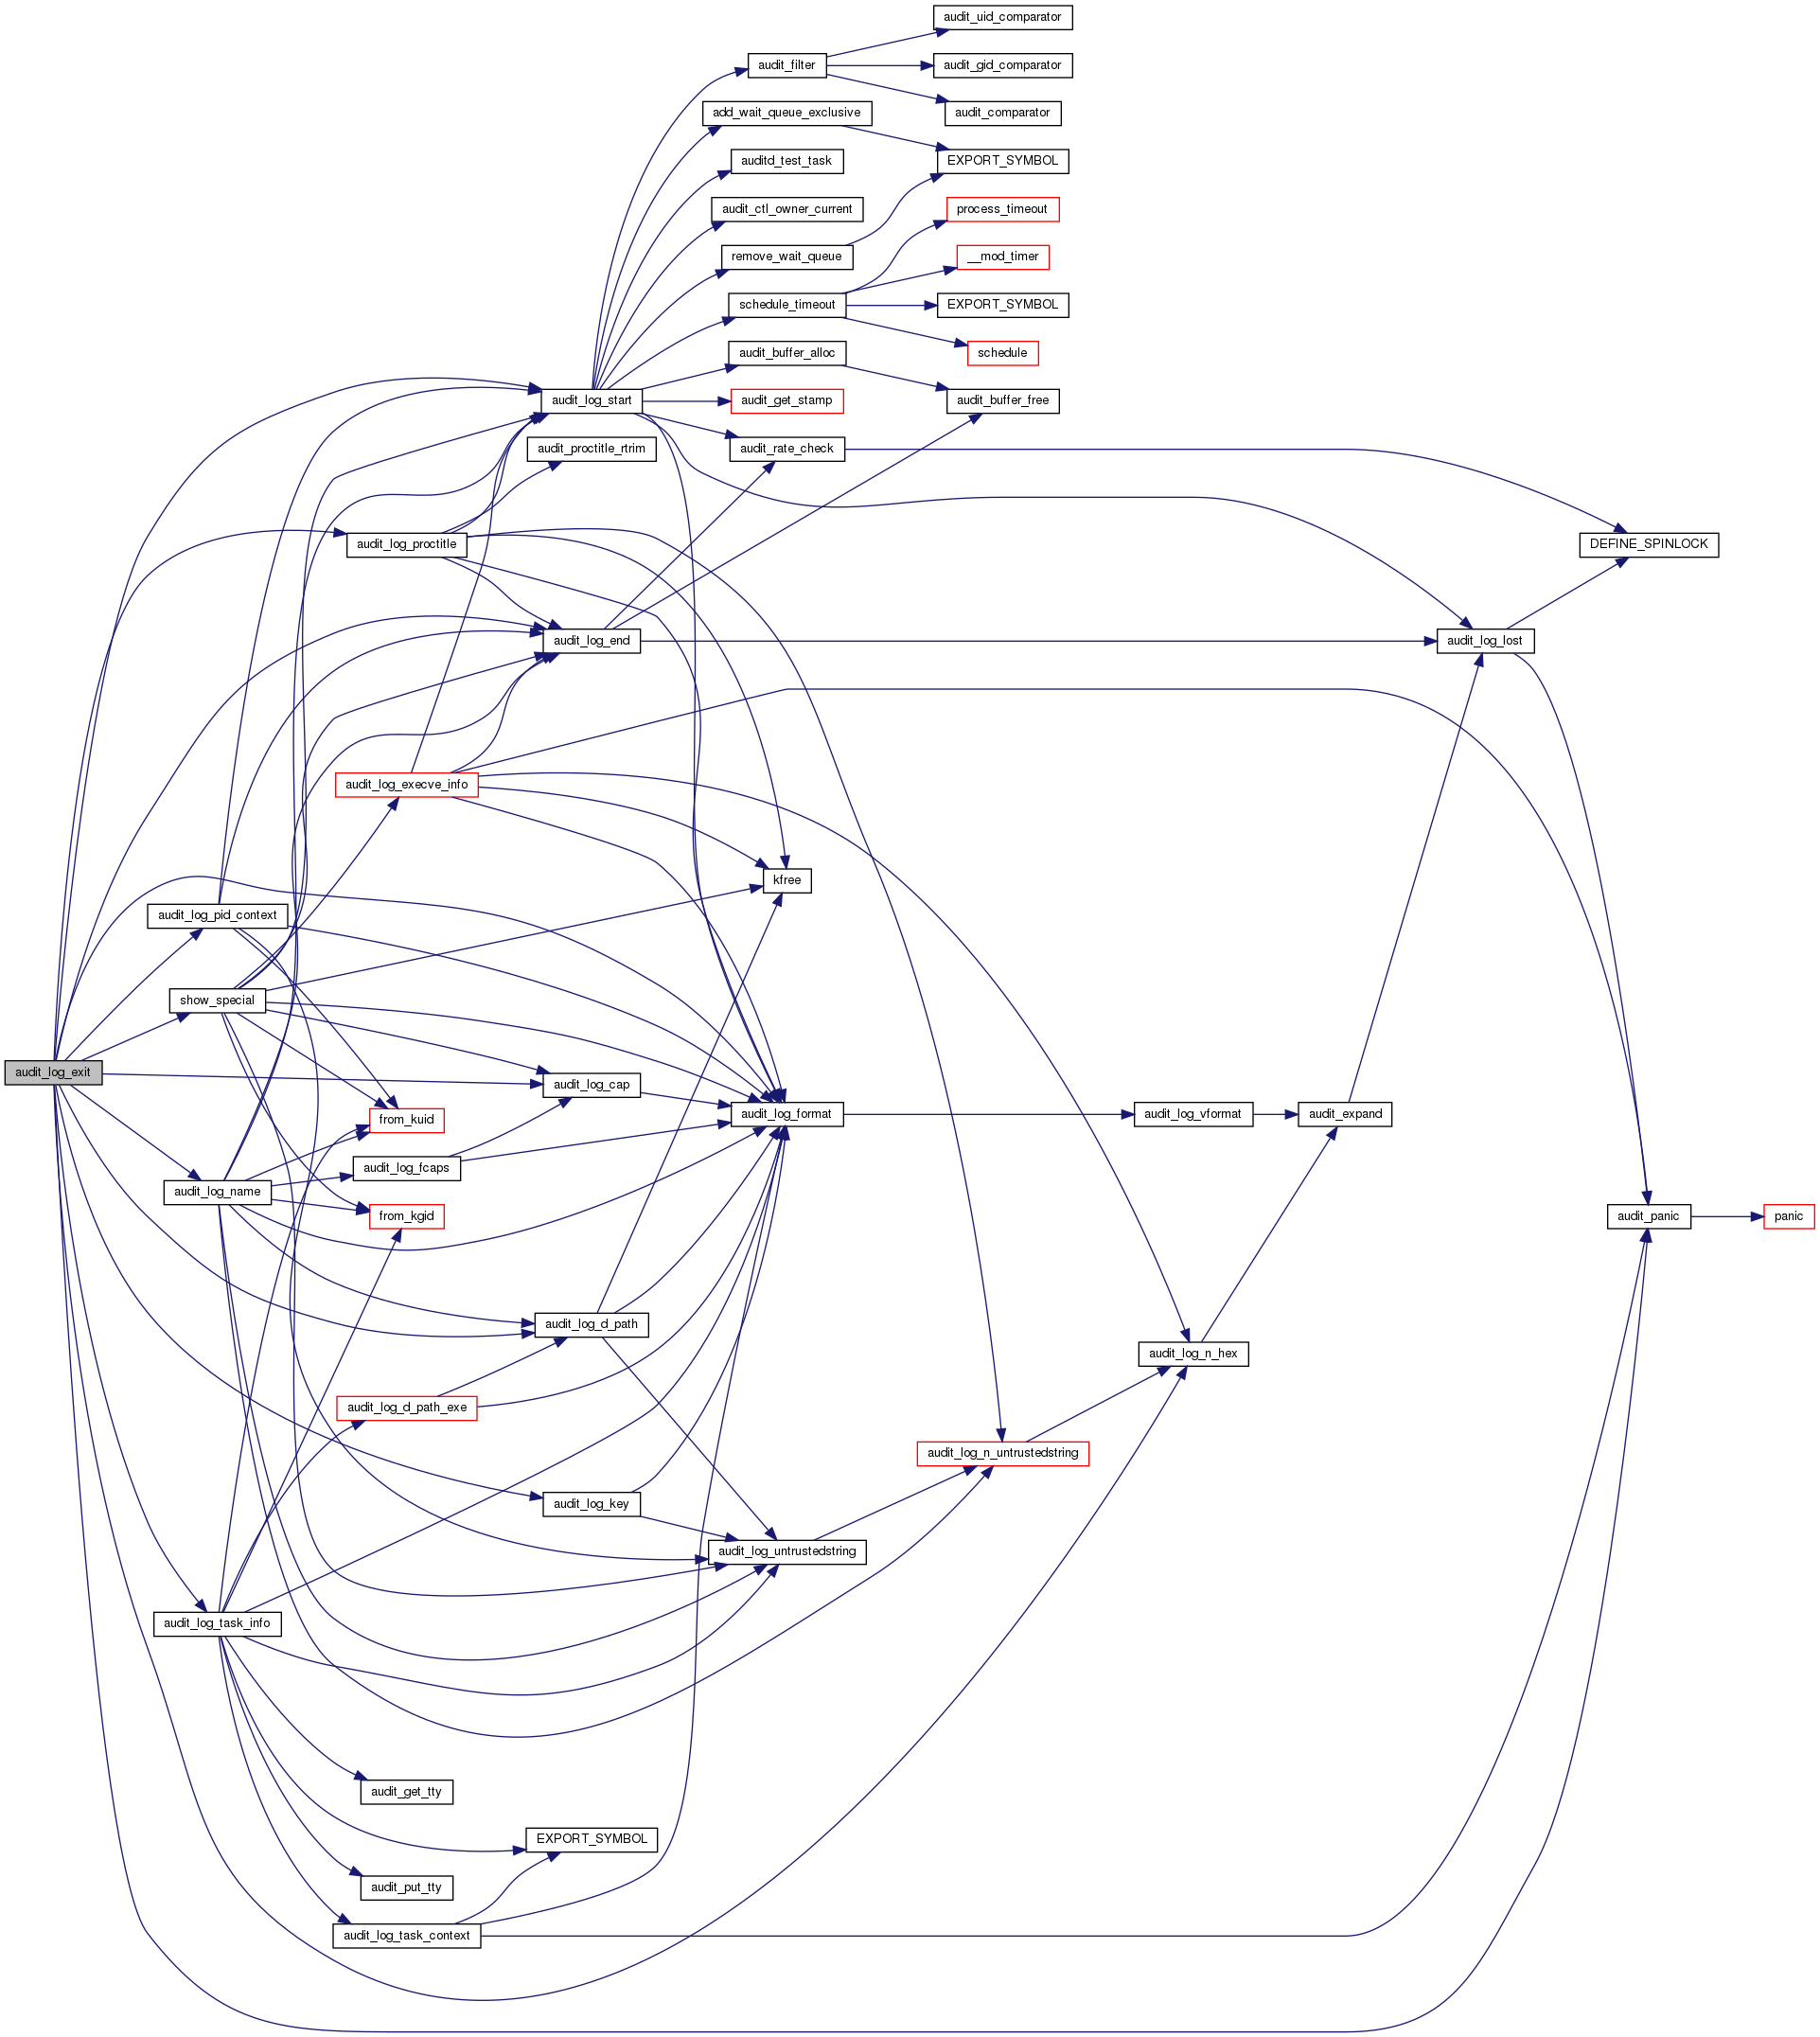 audit_uid_comparator
audit_filter
audit_gid_comparator
add_wait_queue_exclusive
audit_comparator
auditd_test_task
EXPORT_SYMBOL
audit_ctl_owner_current
process_timeout
remove_wait_queue
__mod_timer
schedule_timeout
EXPORT_SYMBOL
audit_buffer_alloc
schedule
audit_log_start
audit_get_stamp
audit_buffer_free
audit_proctitle_rtrim
audit_rate_check
audit_log_proctitle
DEFINE_SPINLOCK
audit_log_end
audit_log_lost
audit_log_execve_info
kfree
audit_log_pid_context
show_special
audit_log_exit
audit_log_cap
from_kuid
audit_log_format
audit_log_vformat
audit_expand
audit_log_fcaps
audit_log_name
from_kgid
audit_panic
panic
audit_log_d_path
audit_log_n_hex
audit_log_d_path_exe
audit_log_n_untrustedstring
audit_log_key
audit_log_untrustedstring
audit_log_task_info
audit_get_tty
EXPORT_SYMBOL
audit_put_tty
audit_log_task_context